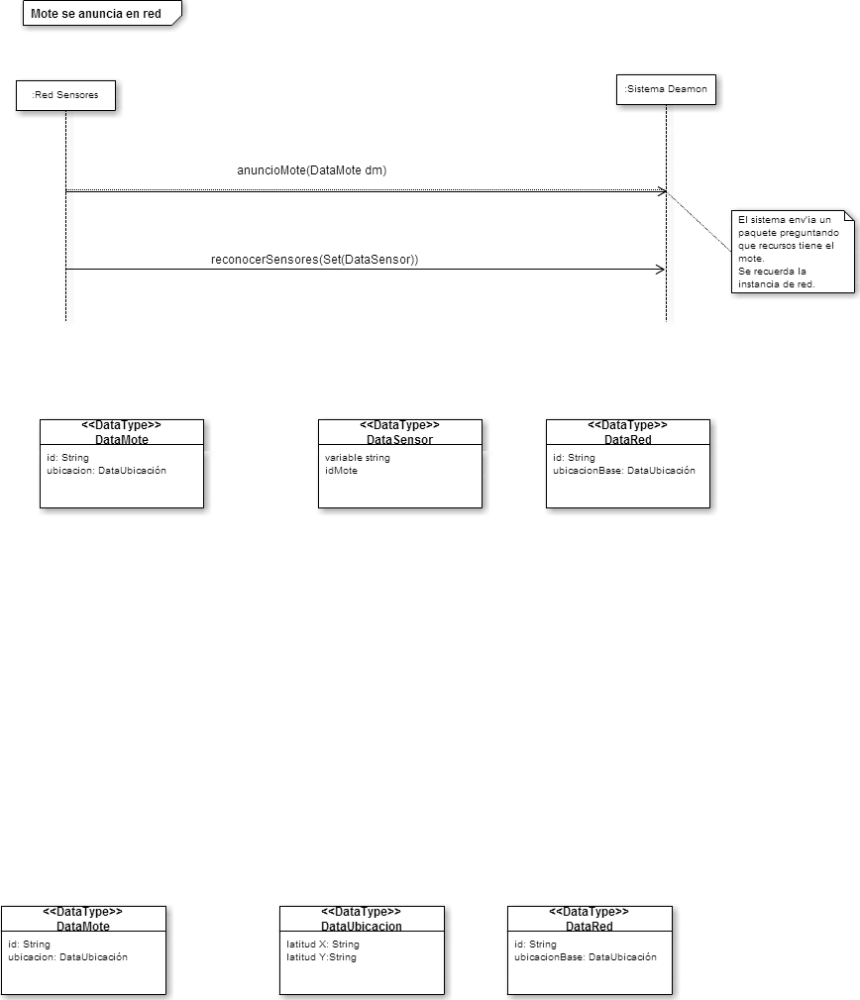 Mote se anuncia en red
:Red Sensores
:Sistema Deamon
anuncioMote(DataMote dm)
El sistema env'ia un
paquete preguntando
que recursos tiene el
mote.
Se recuerda la
instancia de red.
reconocerSensores(Set(DataSensor))
<<DataType>>
DataMote
id: String
ubicacion: DataUbicación
<<DataType>>
DataSensor
variable string
idMote
<<DataType>>
DataRed
id: String
ubicacionBase: DataUbicación
<<DataType>>
DataMote
id: String
ubicacion: DataUbicación
<<DataType>>
DataUbicacion
latitud X: String
latitud Y:String
<<DataType>>
DataRed
id: String
ubicacionBase: DataUbicación